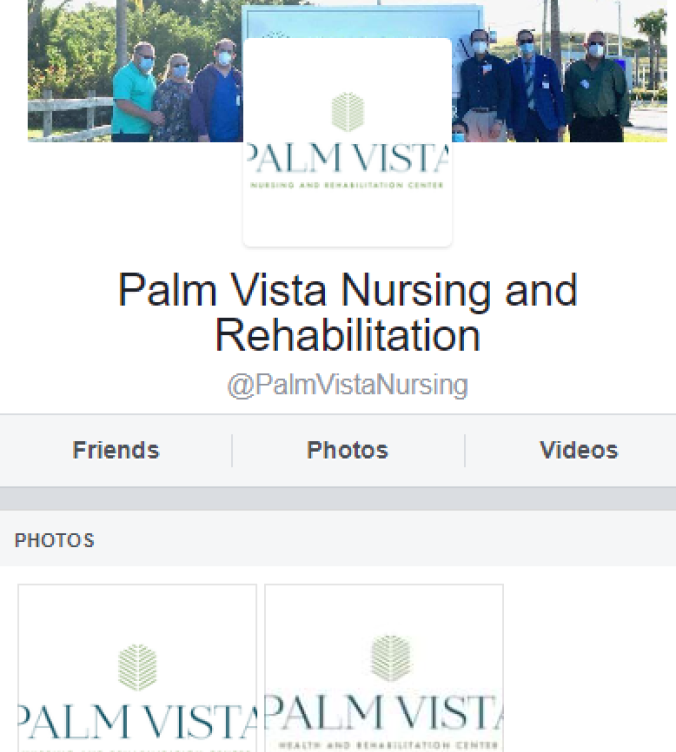 PALM VISTA
NURSING AND REHABILITATION CENTER
Palm Vista Nursing and
Rehabilitation
@PalmVistaNursing
Friends
Photos
Videos
PHOTOS
PALM VISTA
PALM VIST
HEALTH AND REHABILITATION CENTER